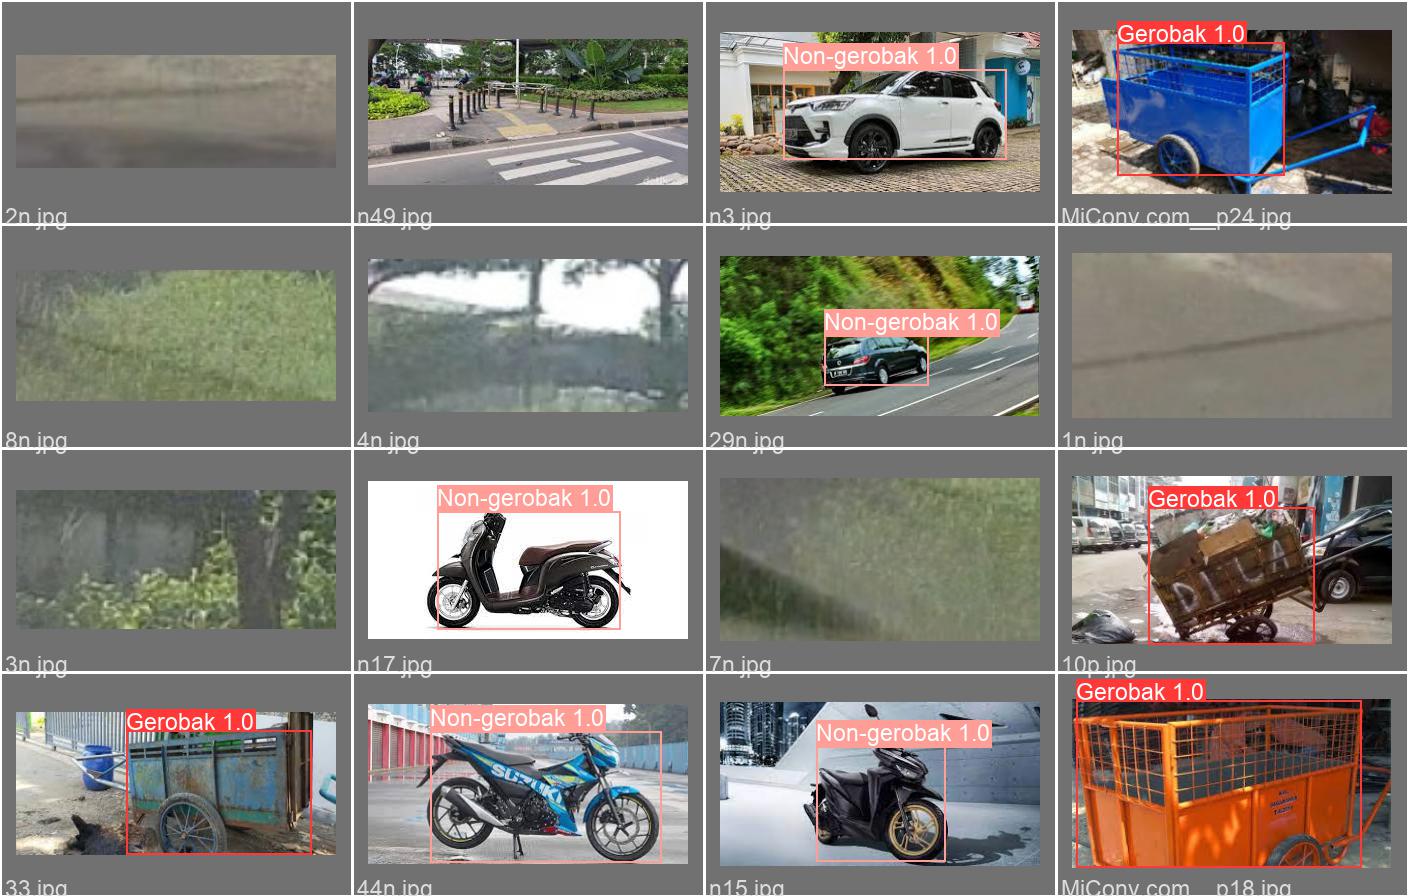 2n.jpg
n49.jpg
Non-gerobak 1.0
n3.jpg
Gerobak 1.0
MiConv.com__p24.jpg
8n.jpg
4n.jpg
Non-gerobak 1.0
29n.jpg
1n.jpg
3n.jpg
Non-gerobak 1.0
n17.jpg
7n.jpg
Gerobak 1.0
DILA
10p.jpg
Gerobak 1.0
33.jpg
Non-gerobak 1.0
SUZUKI
44n.jpg
Non-gerobak 1.0
n15.jpg
Gerobak 1.0
MiConv.com__p18.jpg